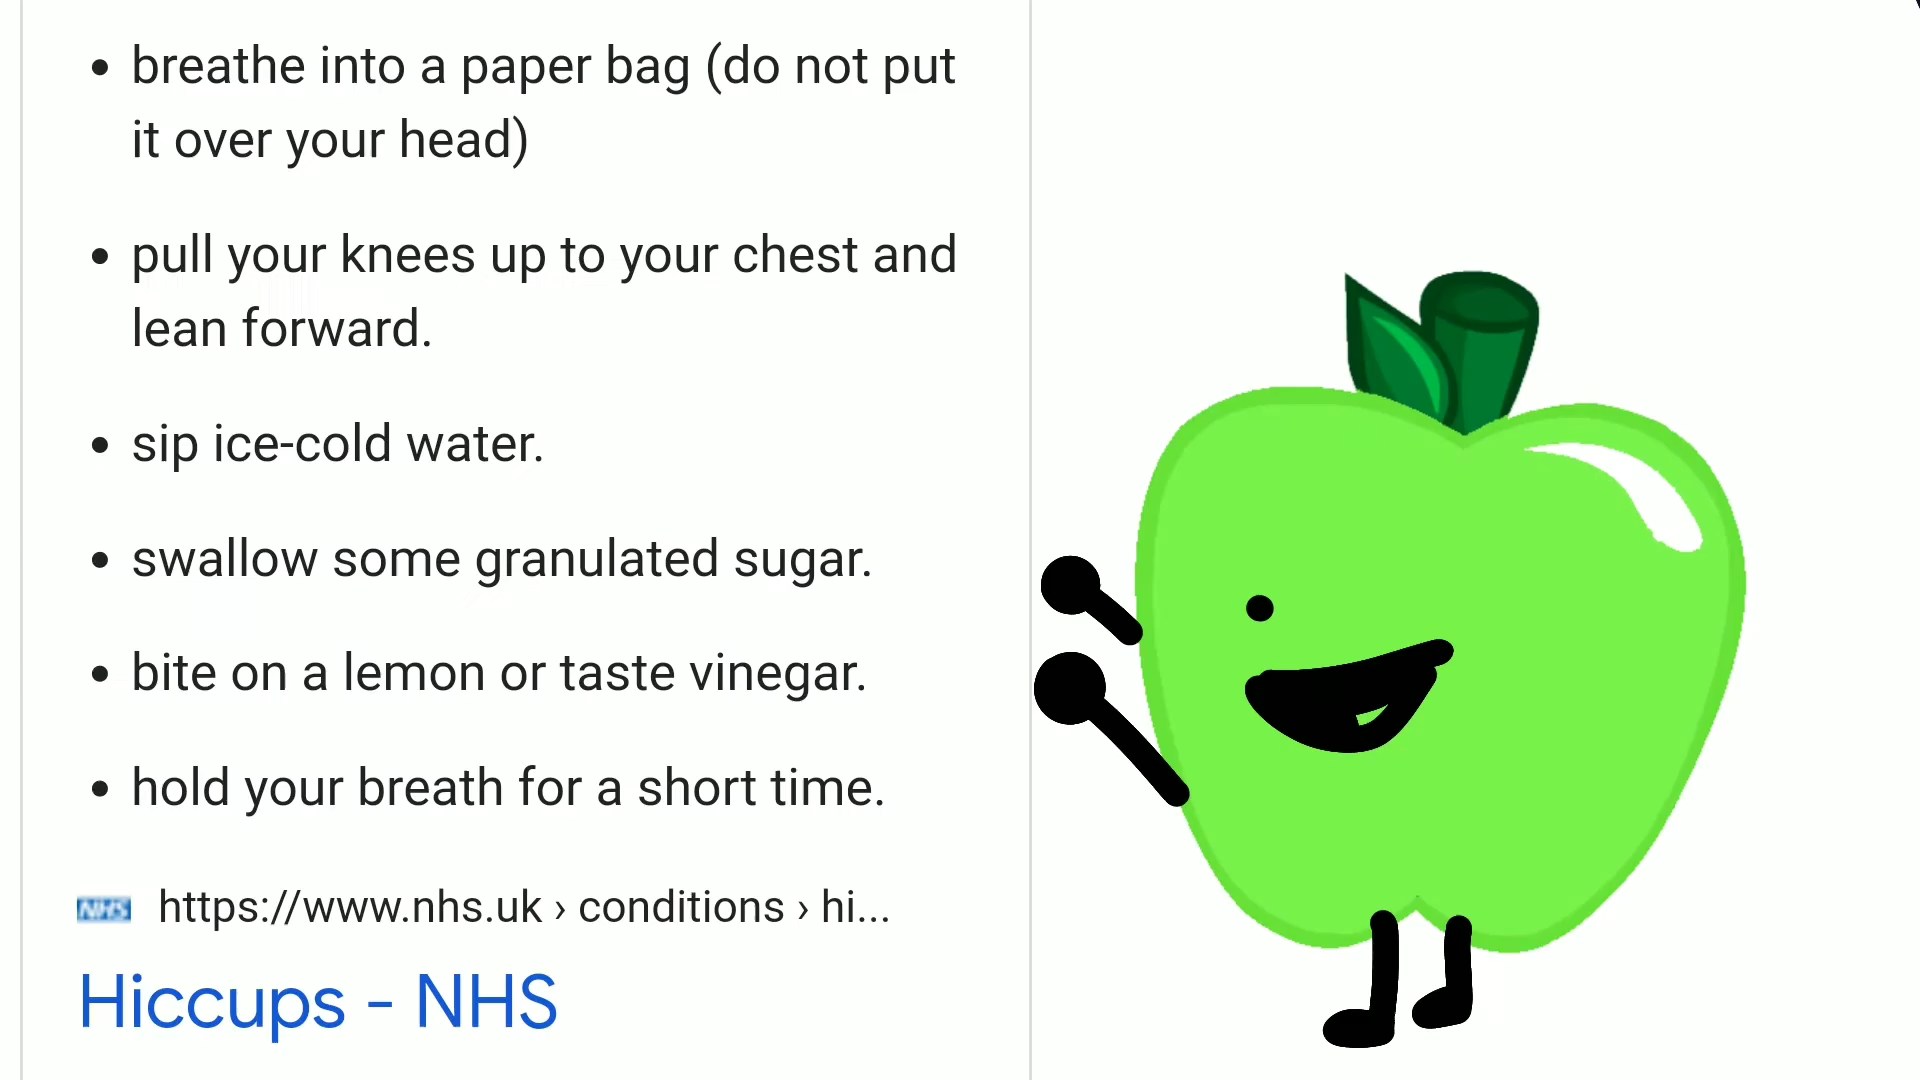 • breathe into a paper bag (do not put
it over your head)
• pull your knees up to your chest and
lean forward.
• sip ice-cold water.
• swallow some granulated sugar.
• bite on a lemon or taste vinegar.
• hold your breath for a short time.
NHS https://www.nhs.uk › conditions › hi...
Hiccups - NHS